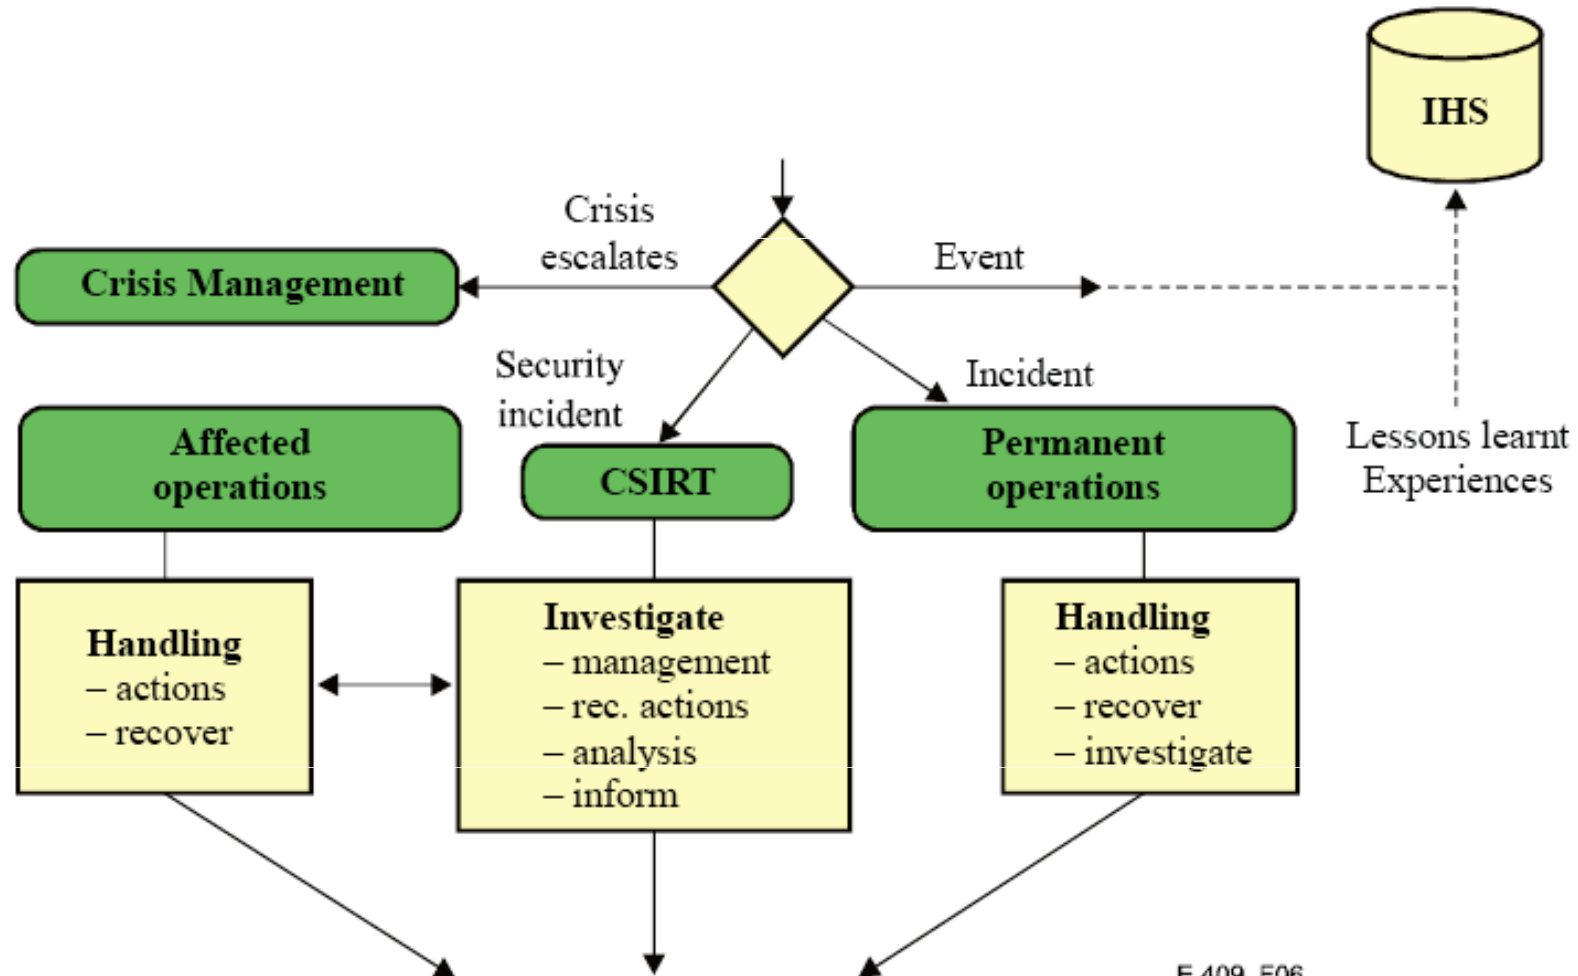 IHS
Crisis
escalates
Event
Crisis Management
Security
incident
Incident
Affected
operations
CSIRT
Permanent
operations
Lessons learnt
Experiences
Handling
– actions
– recover
Investigate
– management
– rec. actions
– analysis
– inform
Handling
– actions
– recover
– investigate
E.409_F06